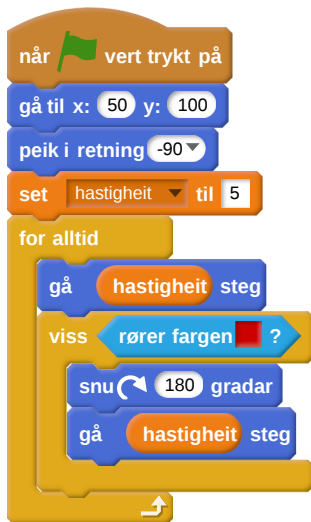 når vert trykt på
gå til x: 50 y: 100
peik i retning -90
set hastigheit til 5
for alltid
gå hastigheit steg
viss rører fargen ?
snu 180 gradar
gå hastigheit steg